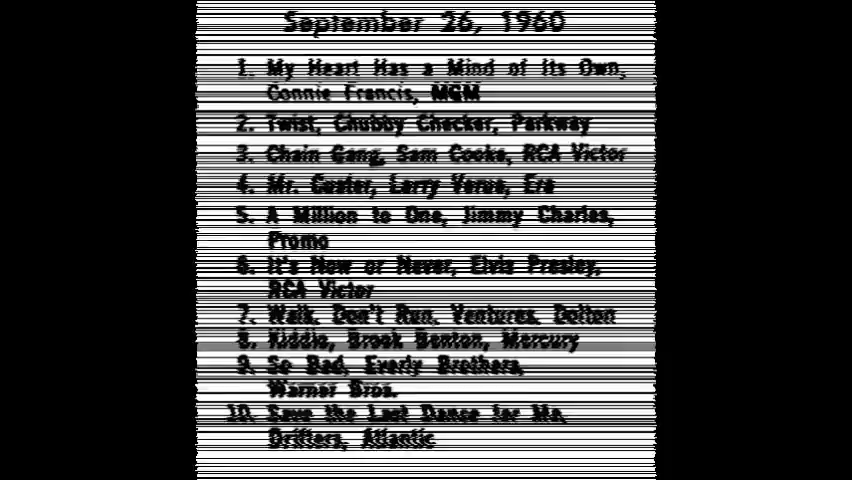 September 26, 1960
1. My Heart Has a Mind of Its Own,
Connie Francis, MGM
2. Twist, Chubby Checker, Parkway
3. Chain Gang, Sam Cooke, RCA Victor
4. Mr. Custer, Larry Verne, Era
5. A Million to One, Jimmy Charles,
Promo
6. It's Now or Never, Elvis Presley,
RCA Victor
7. Walk, Don't Run, Ventures, Dolton
8. Kiddio, Brook Benton, Mercury
9. So Sad, Everly Brothers,
Warner Bros.
10. Save the Last Dance for Me,
Drifters, Atlantic